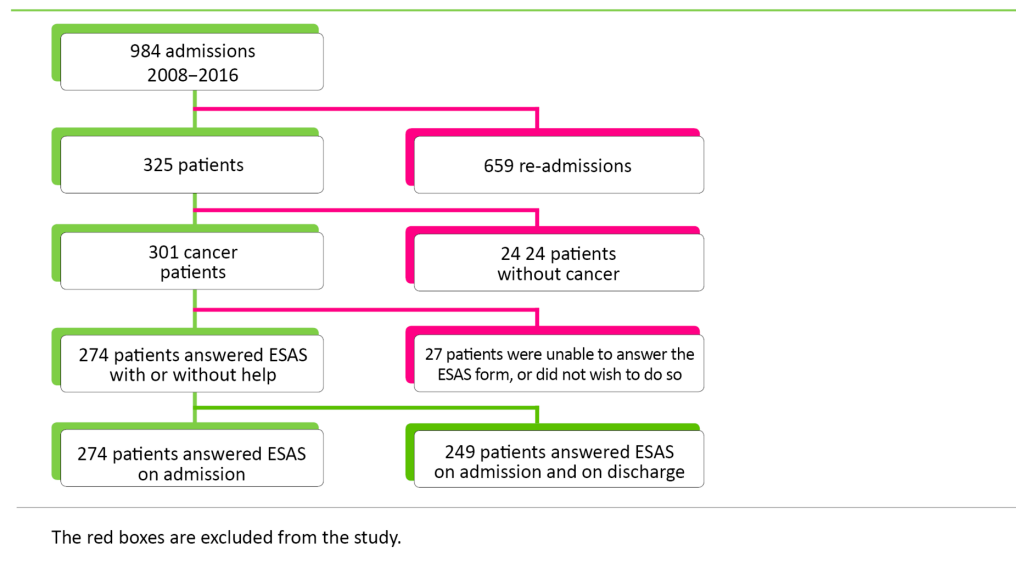 984 admissions
2008–2016
325 patients
659 re-admissions
301 cancer
patients
24 24 patients
without cancer
274 patients answered ESAS
with or without help
27 patients were unable to answer the
ESAS form, or did not wish to do so
274 patients answered ESAS
on admission
249 patients answered ESAS
on admission and on discharge
The red boxes are excluded from the study.